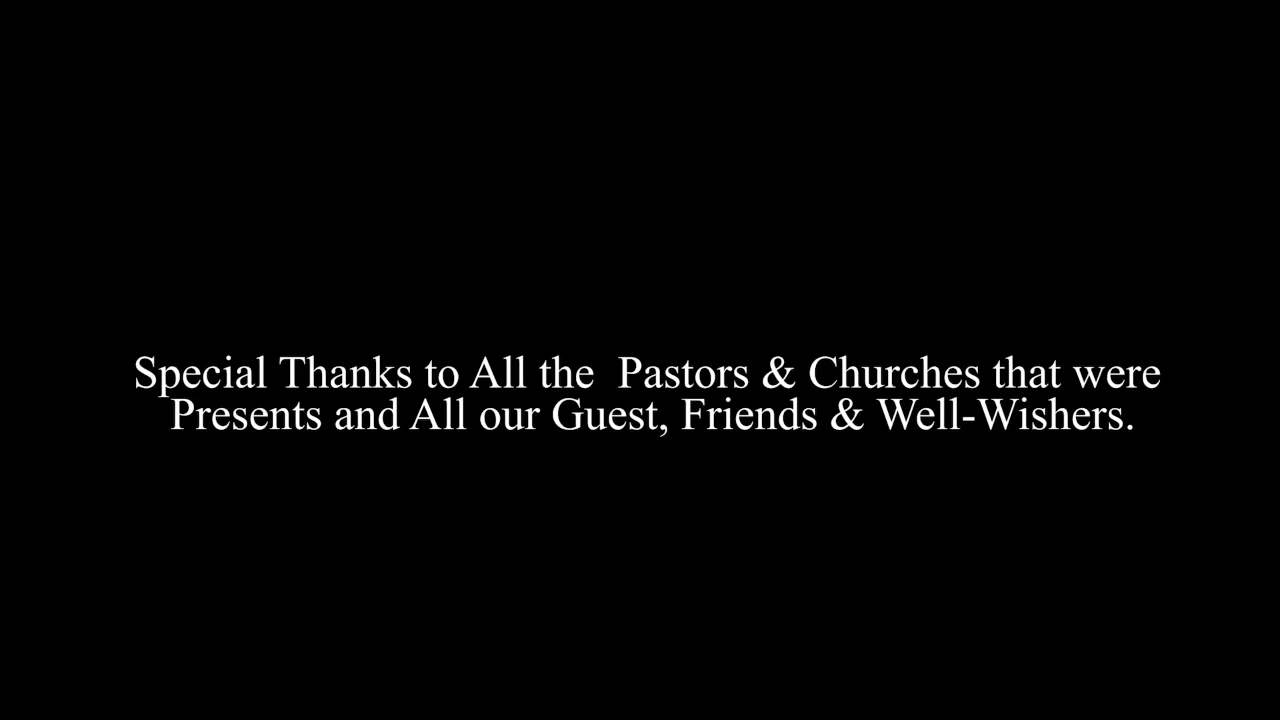 Special Thanks to All the  Pastors & Churches that were
Presents and All our Guest, Friends & Well-Wishers.